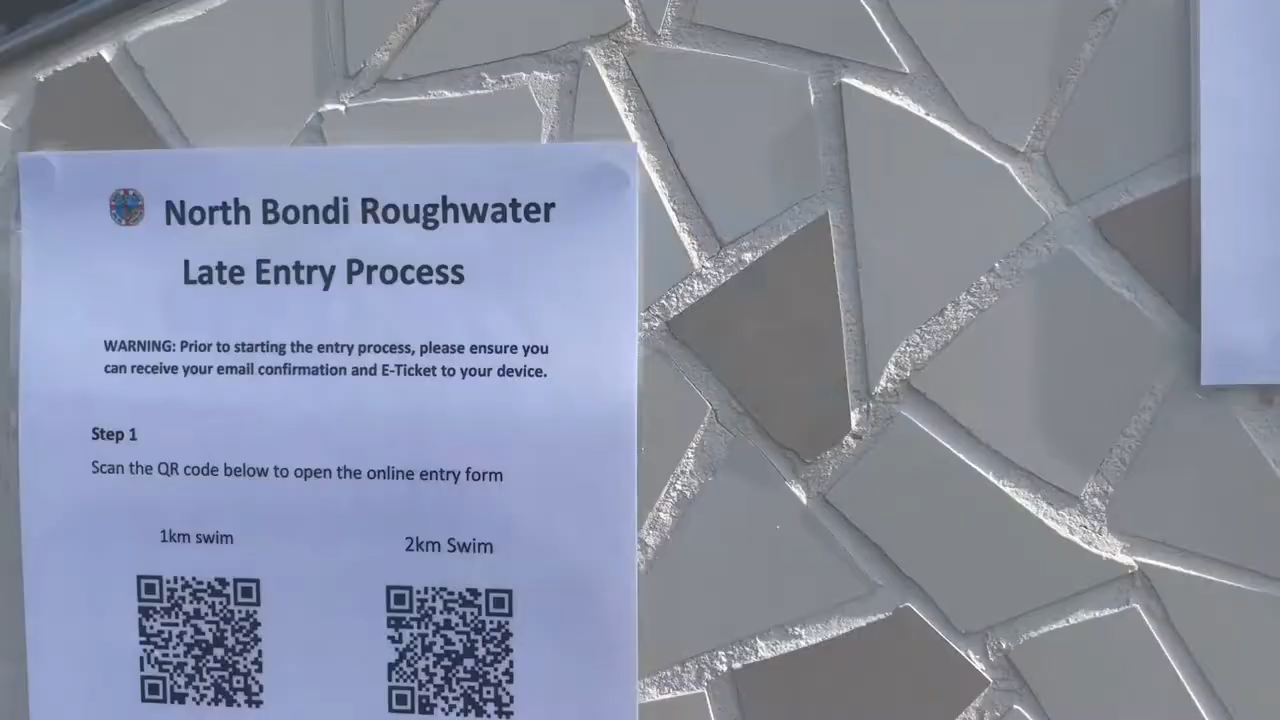 North Bondi Roughwater
Late Entry Process
WARNING: Prior to starting the entry process, please ensure you
can receive your email confirmation and E-Ticket to your device.
Step 1
Scan the QR code below to open the online entry form
1km swim
2km Swim